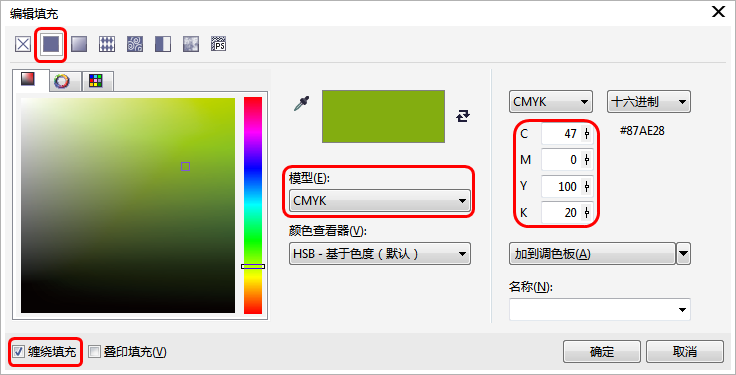 编辑填充
PS
CMYK
十六进制
C 47
#87AE28
M 0
Y 100
K 20
模型(E):
CMYK
颜色查看器(V):
HSB - 基于色度（默认）
加到调色板(A)
名称(N):
缠绕填充
叠印填充(V)
确定
取消